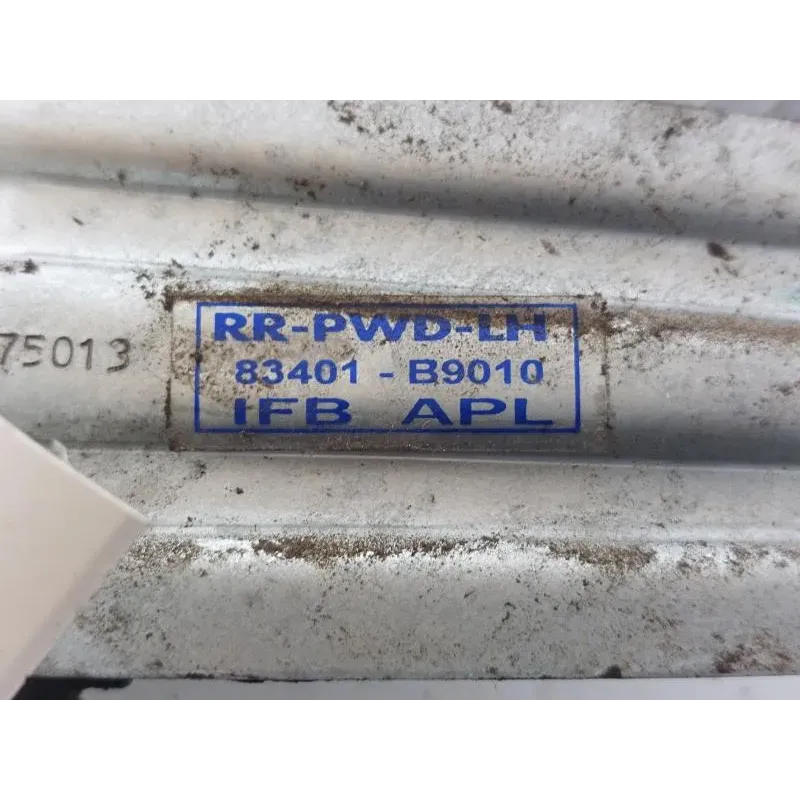 75013
RR-PWD-LH
83401 - B9010
IFB APL